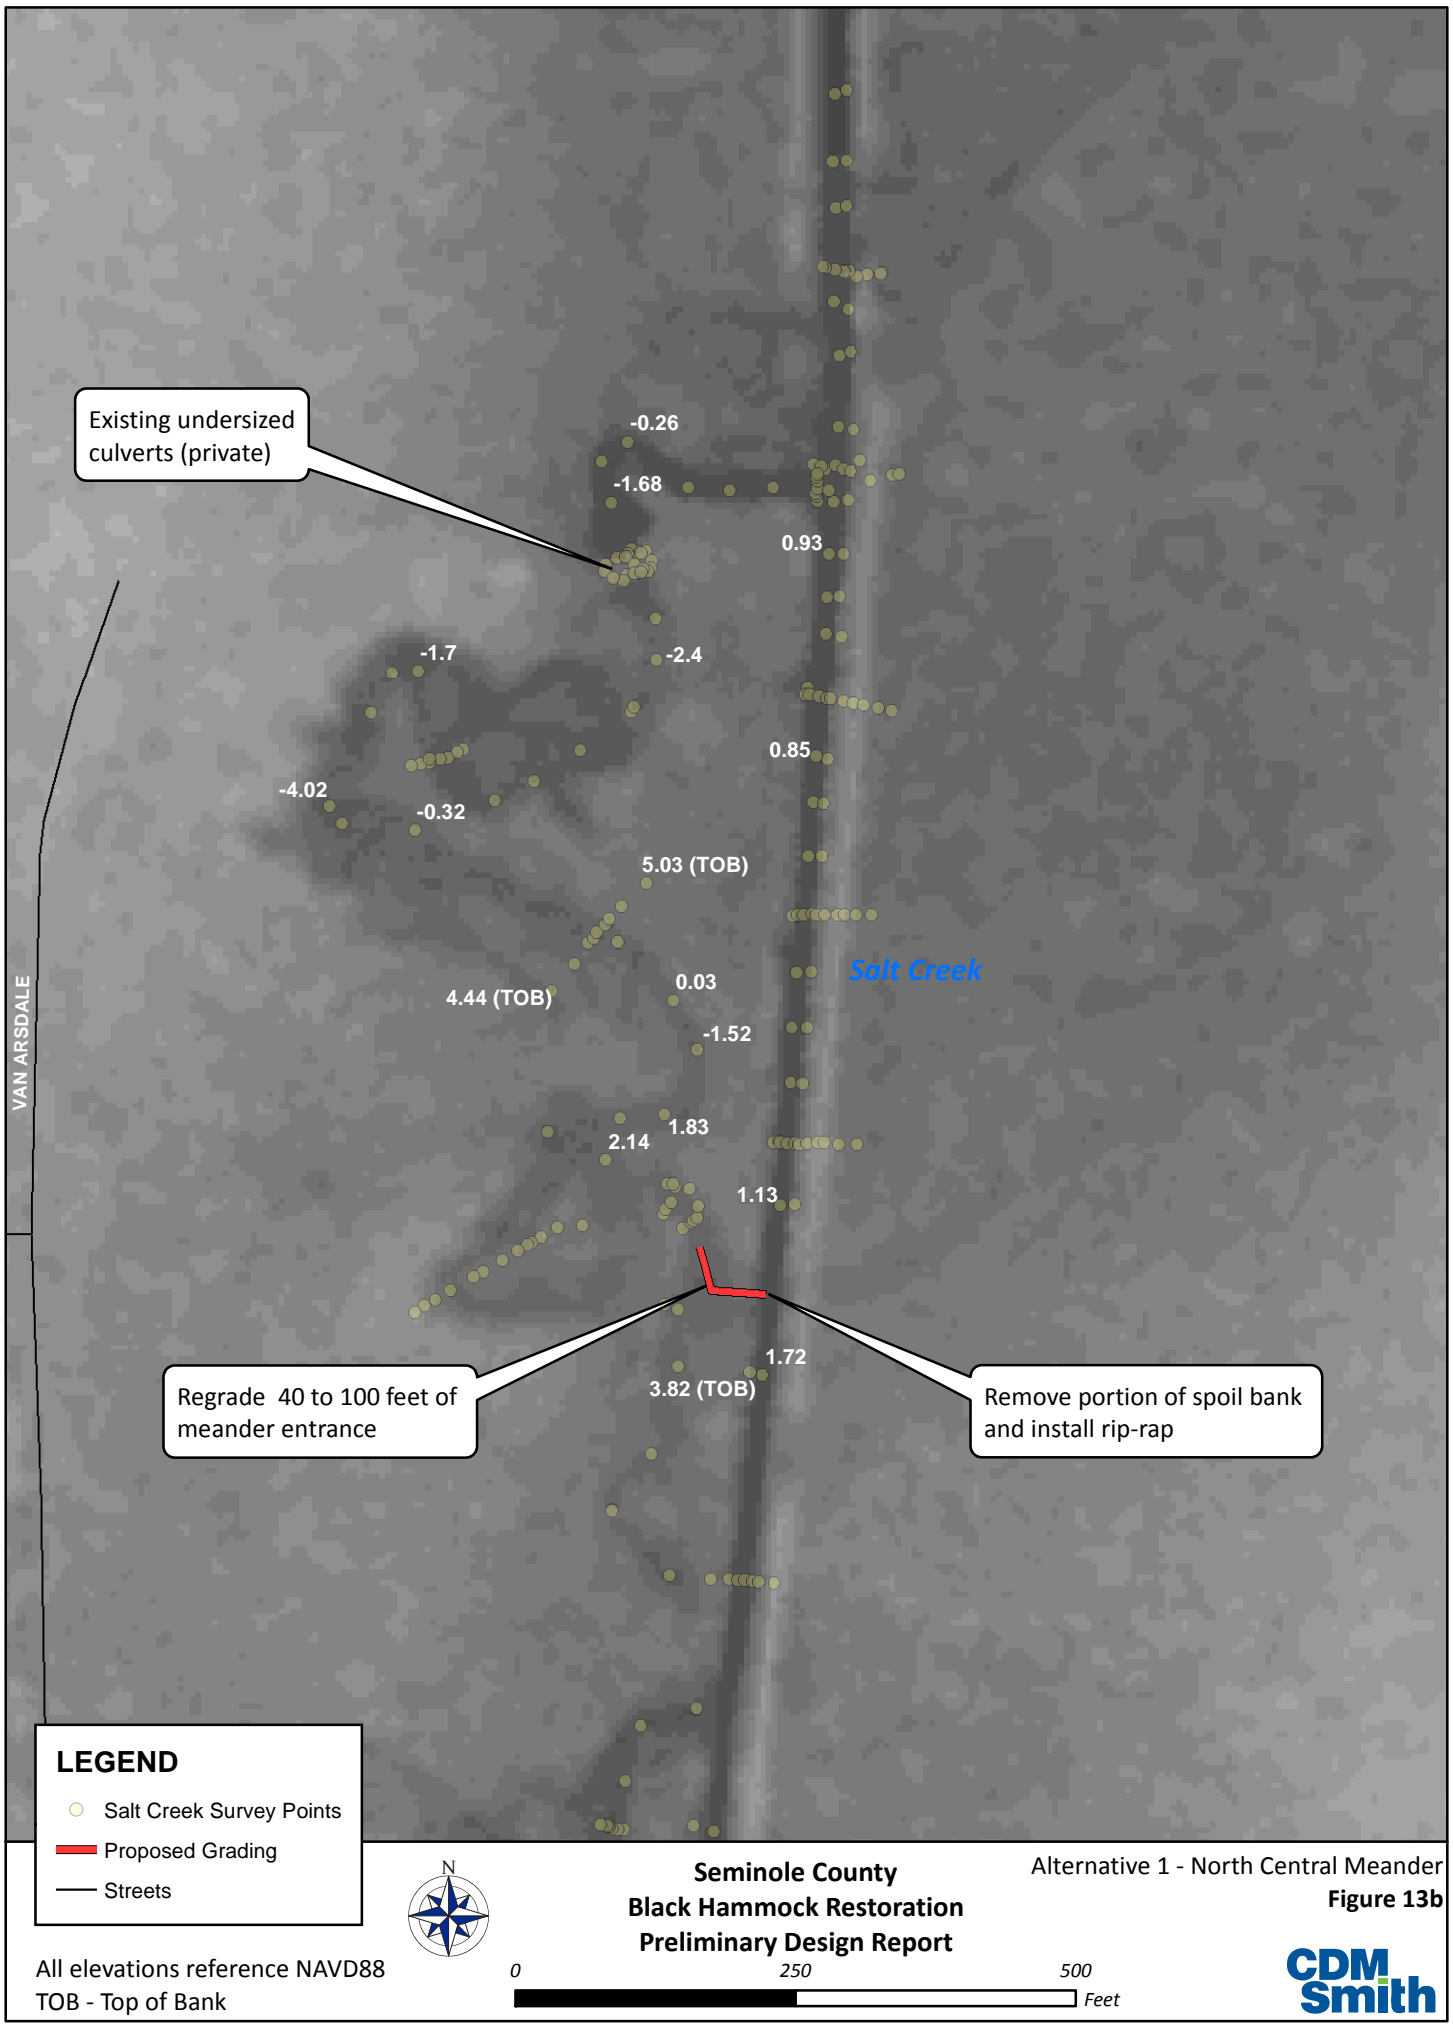 -0.26
Existing undersized
culverts (private)
-1.68
0.93
-1.7
-2.4
0.85
-4.02
-0.32
5.03 (TOB)
Salt Creek
0.03
4.44 (TOB)
-1.52
VAN ARSDALE
1.83
2.14
1.13
1.72
3.82 (TOB)
Regrade  40 to 100 feet of
meander entrance
Remove portion of spoil bank
and install rip-rap
LEGEND
Salt Creek Survey Points
Proposed Grading
Streets
All elevations reference NAVD88
TOB - Top of Bank
N
Seminole County
Black Hammock Restoration
Preliminary Design Report
0 250 500
Feet
Alternative 1 - North Central Meander
Figure 13b
CDM
Smith